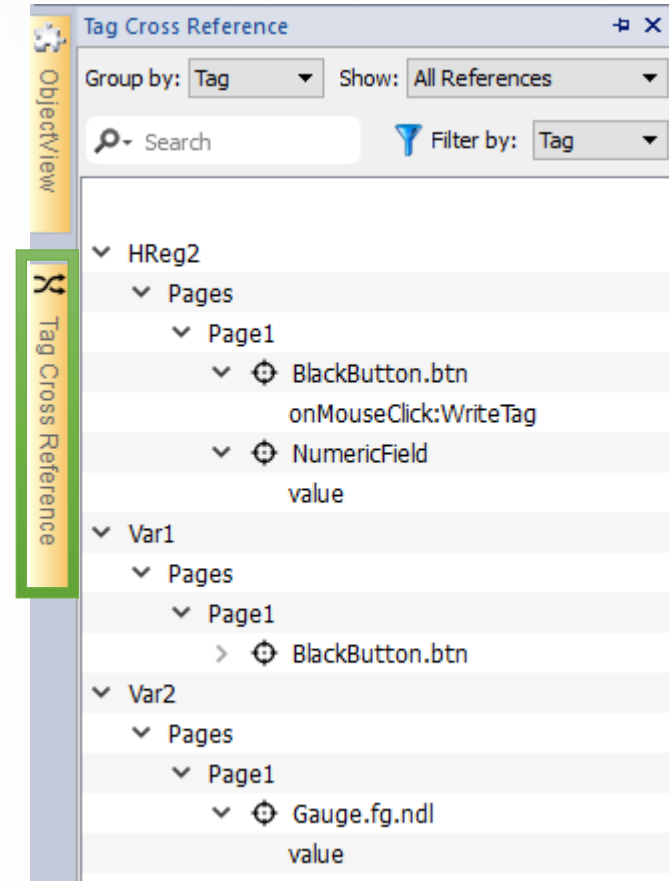 Tag Cross Reference
Group by: Tag Show: All References
Search Filter by: Tag
ObjectView
Tag Cross Reference
HReg2
Pages
Page1
BlackButton.btn
onMouseClick:WriteTag
NumericField
value
Var1
Pages
Page1
BlackButton.btn
Var2
Pages
Page1
Gauge.fg.ndl
value